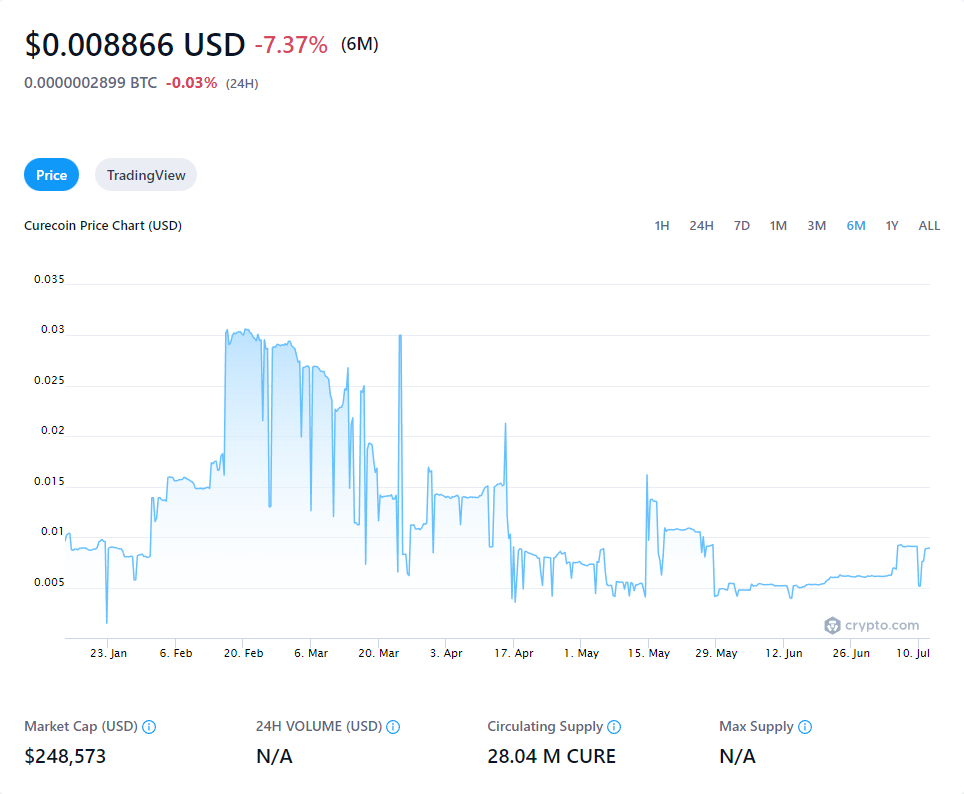 $0.008866 USD -7.37% (6M)
0.0000002899 BTC -0.03% (24H)
Price TradingView
Curecoin Price Chart (USD) 1H 24H 7D 1M 3M 6M 1Y ALL
0.035
0.03
0.025
0.02
0.015
0.01
0.005
crypto.com
23. Jan 6. Feb 20. Feb 6. Mar 20. Mar 3. Apr 17. Apr 1. May 15. May 29. May 12. Jun 26. Jun 10. Jul
Market Cap (USD) 24H VOLUME (USD) Circulating Supply Max Supply
$248,573 N/A 28.04 M CURE N/A